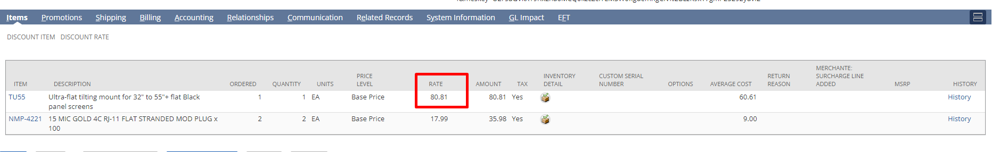 Items Promotions Shipping Billing Accounting Relationships Communication Related Records System Information GL Impact EFT
DISCOUNT ITEM DISCOUNT RATE
ITEM DESCRIPTION ORDERED QUANTITY UNITS PRICE LEVEL RATE AMOUNT TAX INVENTORY DETAIL CUSTOM SERIAL NUMBER OPTIONS AVERAGE COST RETURN REASON MERCHANTE: SURCHARGE LINE ADDED MSRP HISTORY
TU55 Ultra-flat tilting mount for 32" to 55"+ flat Black 1 1 EA Base Price 80.81 80.81 Yes 60.61 History
panel screens
NMP-4221 15 MIC GOLD 4C RJ-11 FLAT STRANDED MOD PLUG x 2 2 EA Base Price 17.99 35.98 Yes 9.00 History
100